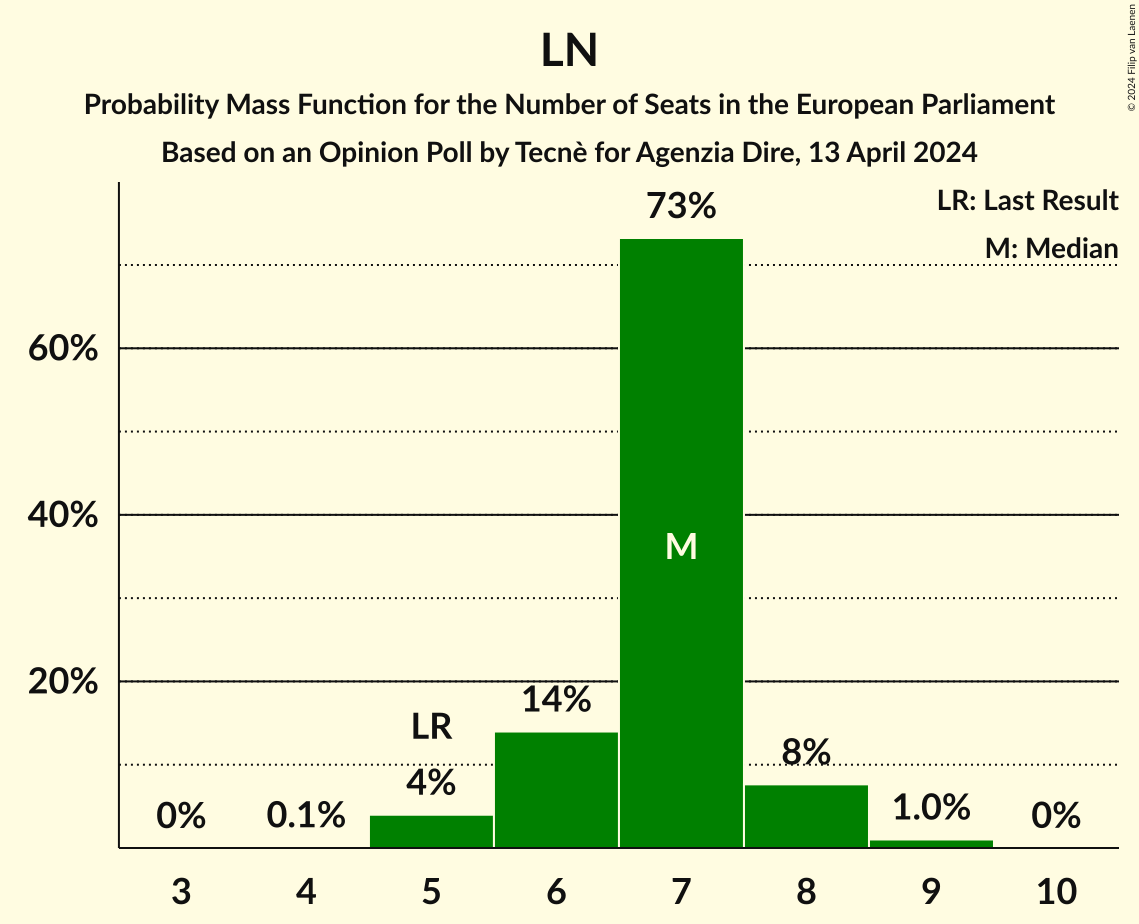 LN
Probability Mass Function for the Number of Seats in the European Parliament
Based on an Opinion Poll by Tecnè for Agenzia Dire, 13 April 2024
© 2024 Filip van Laenen
LR: Last Result
M: Median
73%
60%
40%
M
20%
14%
LR
8%
4%
1.0%
0%
0.1%
0%
3 4 5 6 7 8 9 10